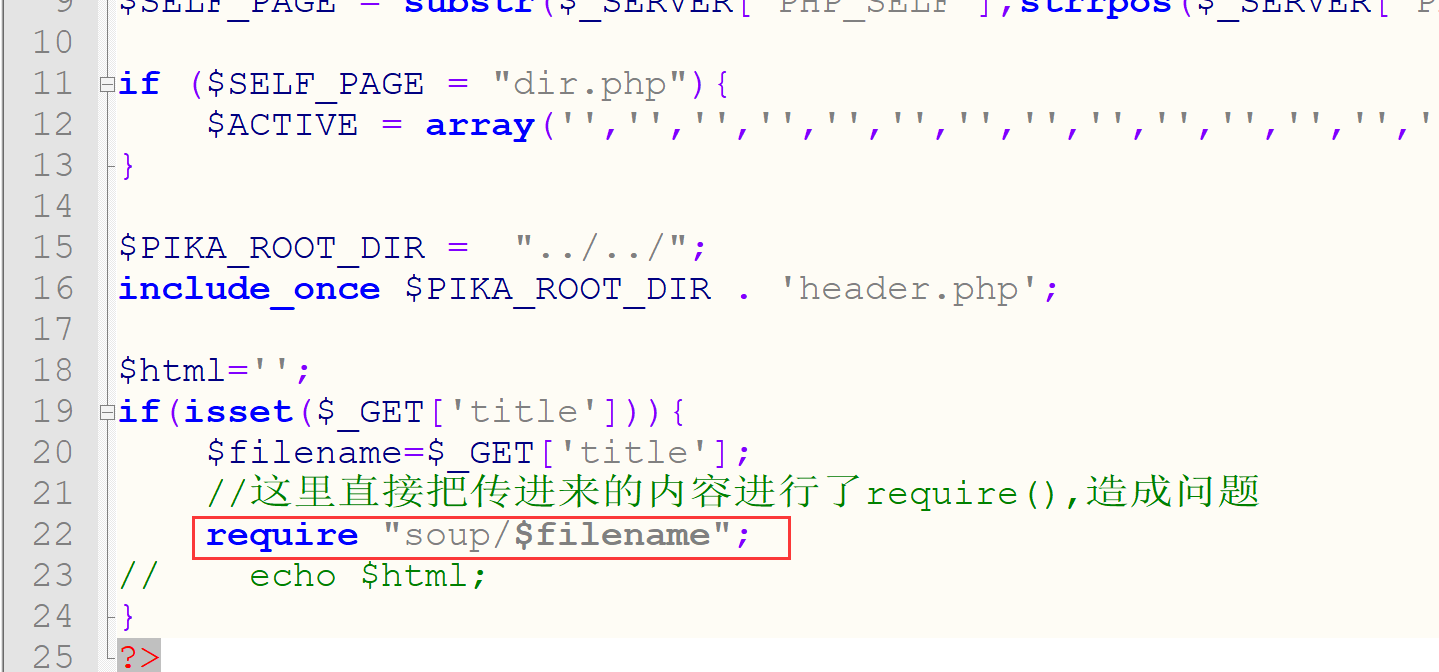 9 $SELF_PAGE = substr($_SERVER['PHP_SELF'],strrpos($_SERVER['P
10
11 if ($SELF_PAGE = "dir.php"){
12 $ACTIVE = array('','','','','','','','','','','','','','
13 }
14
15 $PIKA_ROOT_DIR =  "../../";
16 include_once $PIKA_ROOT_DIR . 'header.php';
17
18 $html='';
19 if(isset($_GET['title'])){
20 $filename=$_GET['title'];
21 //这里直接把传进来的内容进行了require(),造成问题
22 require "soup/$filename";
23 //    echo $html;
24 }
25 ?>